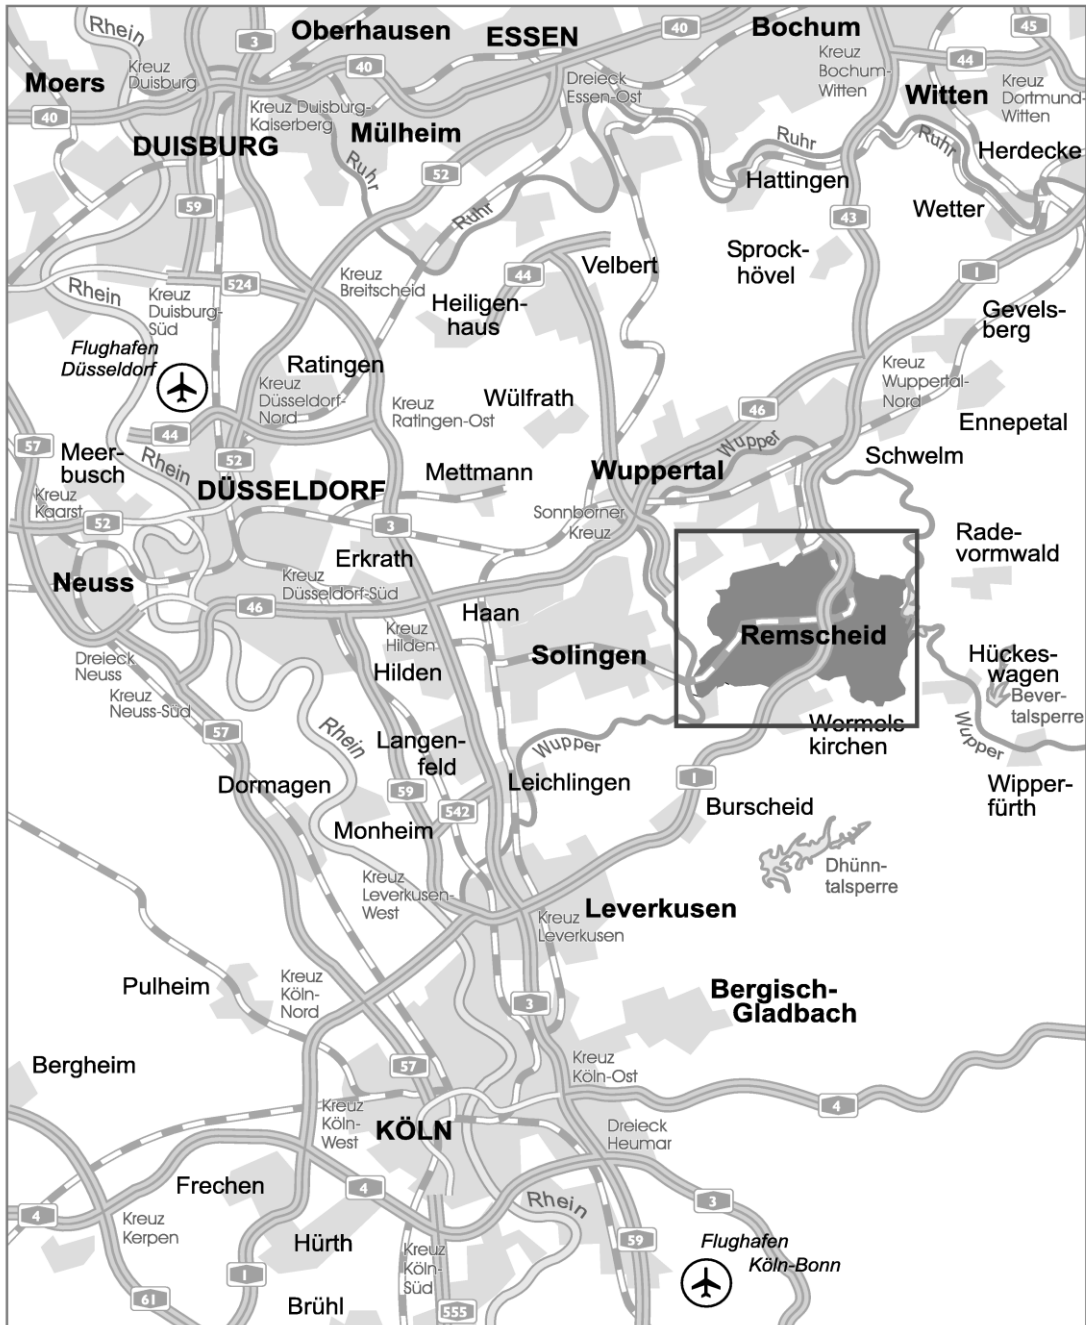 Rhein
3
Oberhausen
ESSEN
40
Bochum
45
Moers
Kreuz
Duisburg
40
Kreuz
Bochum-
Witten
44
Kreuz
Dortmund-
Witten
Dreieck
Essen-Ost
Witten
40
Kreuz Duisburg-
Kaiserberg
Mülheim
DUISBURG
Ruhr
Ruhr
Ruhr
Herdecke
52
Hattingen
59
Ruhr
43
Wetter
Sprock-
hövel
Velbert
1
44
Kreuz
Breitscheid
524
Rhein
Kreuz
Duisburg-
Süd
Heiligen-
haus
Gevels-
berg
Flughafen
Düsseldorf
Ratingen
Kreuz
Wuppertal-
Nord
Kreuz
Düsseldorf-
Nord
Wülfrath
Kreuz
Ratingen-Ost
46
Ennepetal
44
57
Meer-
busch
Rhein
52
Wupper
Schwelm
Mettmann
Wuppertal
DÜSSELDORF
Kreuz
Kaarst
52
3
Sonnborner
Kreuz
Rade-
vormwald
Erkrath
Neuss
Kreuz
Düsseldorf-Süd
46
Haan
Kreuz
Hilden
Remscheid
Solingen
Hilden
Dreieck
Neuss
Kreuz
Neuss-Süd
Hückes-
wagen
Bever-
talsperre
57
Rhein
Langen-
feld
Wupper
Wermels-
kirchen
Wupper
Dormagen
59
Leichlingen
1
Wipper-
fürth
542
Burscheid
Monheim
Dhünn-
talsperre
Kreuz
Leverkusen-
West
Leverkusen
Kreuz
Leverkusen
Pulheim
Kreuz
Köln-
Nord
3
Bergisch-
Gladbach
Bergheim
57
Kreuz
Köln-Ost
4
Kreuz
Köln-
West
KÖLN
Dreieck
Heumar
Frechen
4
Rhein
3
4
Kreuz
Kerpen
Hürth
59
Flughafen
Köln-Bonn
Kreuz
Köln-
Süd
1
61
Brühl
555